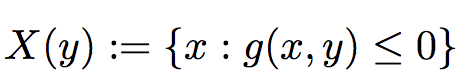 X(y) := {x : g(x, y) ≤ 0}